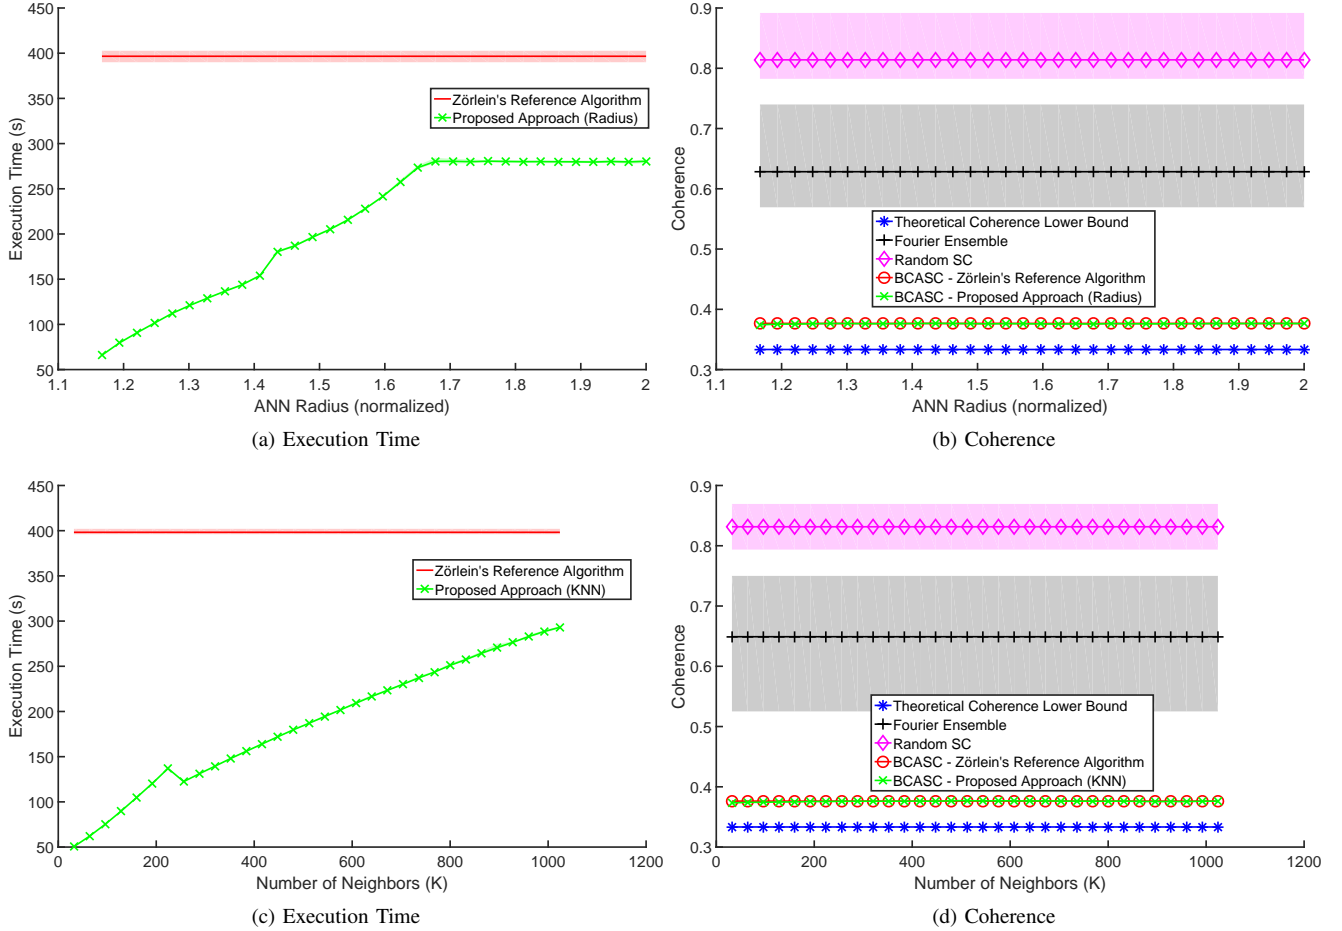 450
400
350
300
250
200
150
100
50
Execution Time (s)
Zörlein's Reference Algorithm
Proposed Approach (Radius)
1.1 1.2 1.3 1.4 1.5 1.6 1.7 1.8 1.9 2
ANN Radius (normalized)
(a) Execution Time
0.9
0.8
0.7
0.6
0.5
0.4
0.3
Coherence
Theoretical Coherence Lower Bound
Fourier Ensemble
Random SC
BCASC - Zörlein's Reference Algorithm
BCASC - Proposed Approach (Radius)
1.1 1.2 1.3 1.4 1.5 1.6 1.7 1.8 1.9 2
ANN Radius (normalized)
(b) Coherence
450
400
350
300
250
200
150
100
50
Execution Time (s)
Zörlein's Reference Algorithm
Proposed Approach (KNN)
0 200 400 600 800 1000 1200
Number of Neighbors (K)
(c) Execution Time
0.9
0.8
0.7
0.6
0.5
0.4
0.3
Coherence
Theoretical Coherence Lower Bound
Fourier Ensemble
Random SC
BCASC - Zörlein's Reference Algorithm
BCASC - Proposed Approach (KNN)
0 200 400 600 800 1000 1200
Number of Neighbors (K)
(d) Coherence